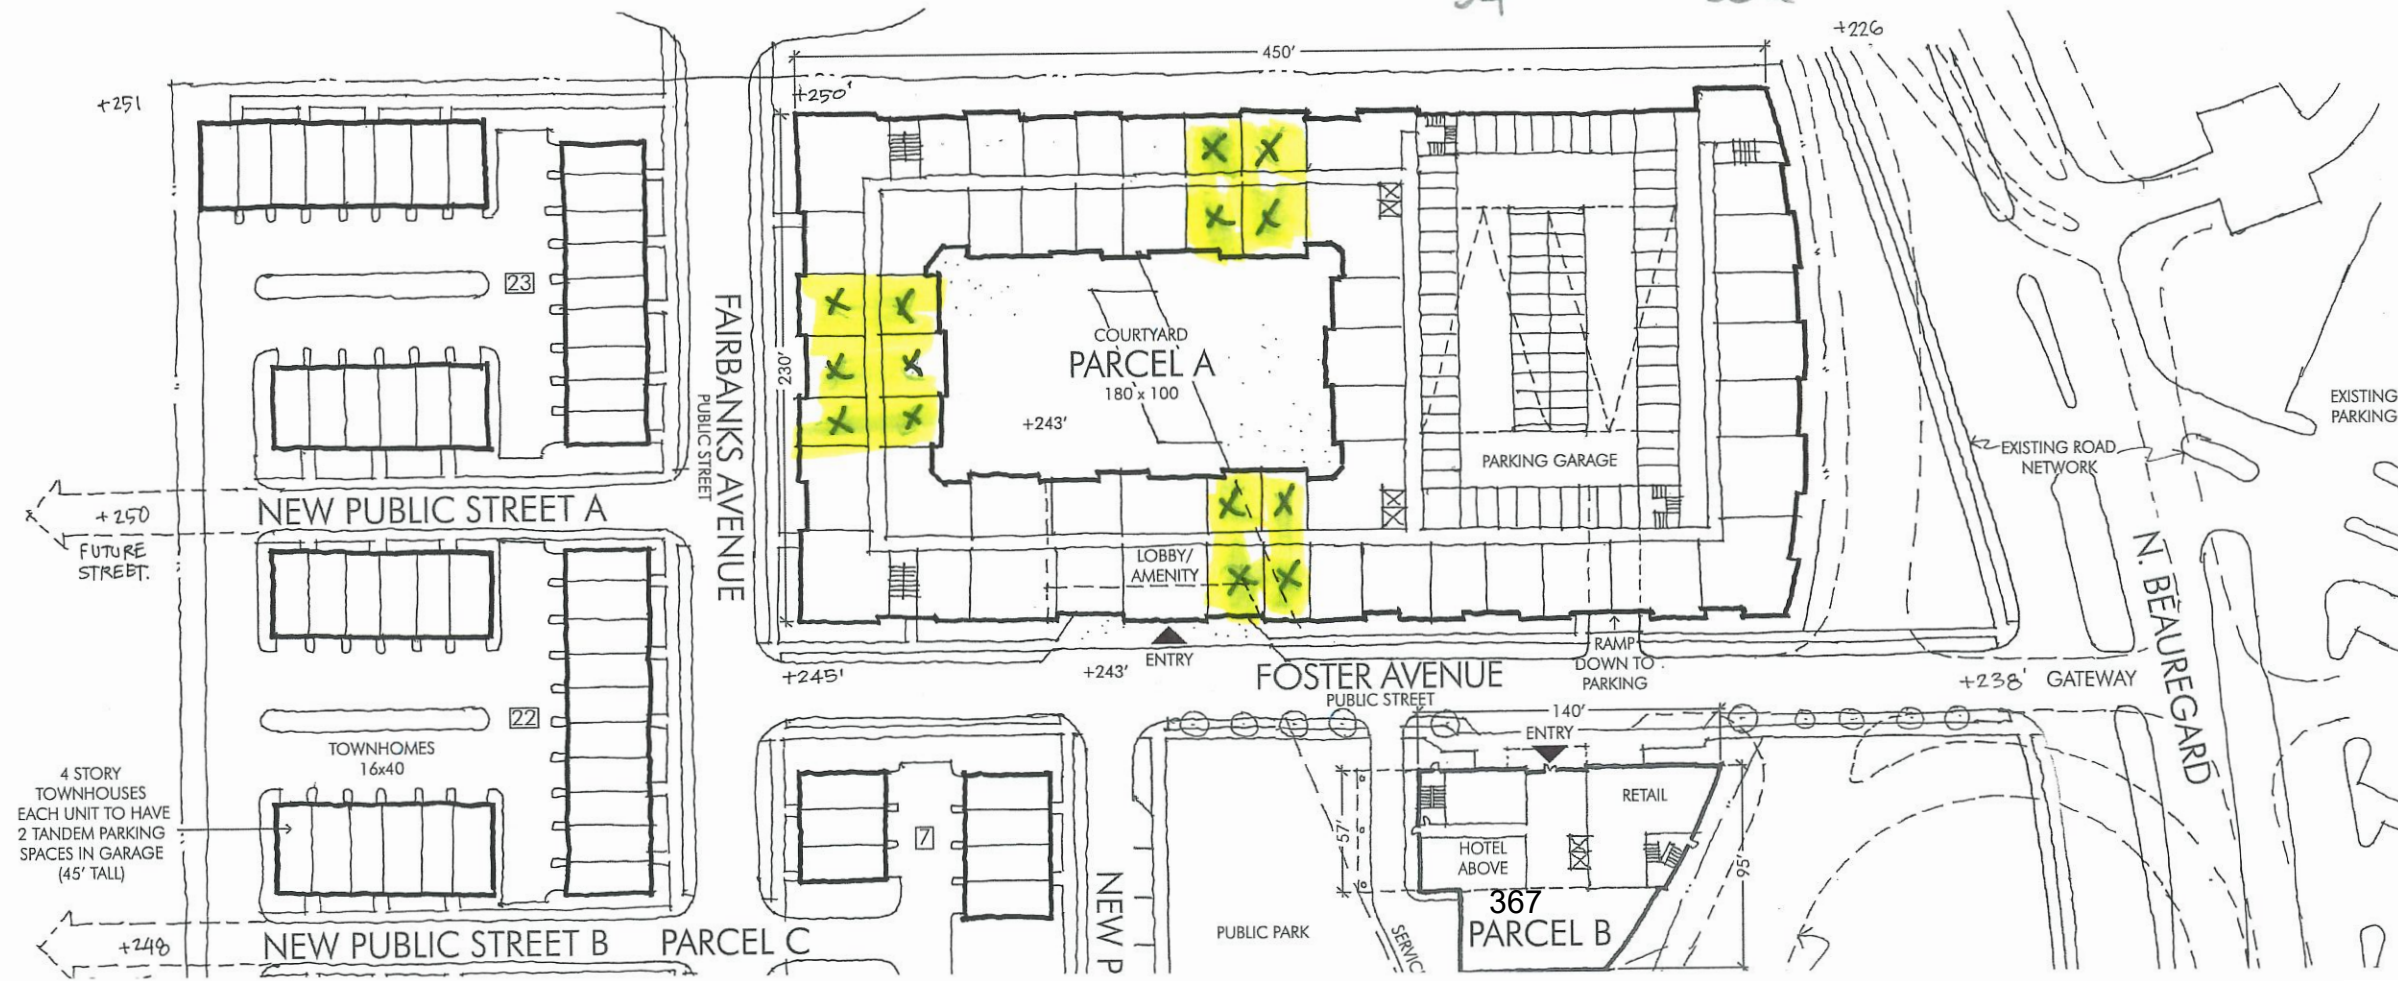 +226
450'
+250'
+251
X X
X X
23
FAIRBANKS AVENUE
PUBLIC STREET
230'
X X
X X
X X
COURTYARD
PARCEL A
180 x 100
+243'
PARKING GARAGE
EXISTING
PARKING
EXISTING ROAD
NETWORK
N. BEAUREGARD
NEW PUBLIC STREET A
+250
FUTURE
STREET.
X X
X X
LOBBY/
AMENITY
ENTRY
+245'
+243'
FOSTER AVENUE
PUBLIC STREET
RAMP
DOWN TO
PARKING
+238'
GATEWAY
22
TOWNHOMES
16x40
4 STORY
TOWNHOUSES
EACH UNIT TO HAVE
2 TANDEM PARKING
SPACES IN GARAGE
(45' TALL)
7
NEW P
140'
ENTRY
RETAIL
57'
HOTEL
ABOVE
95'
367
PARCEL B
PUBLIC PARK
SERVIC
+248
NEW PUBLIC STREET B
PARCEL C